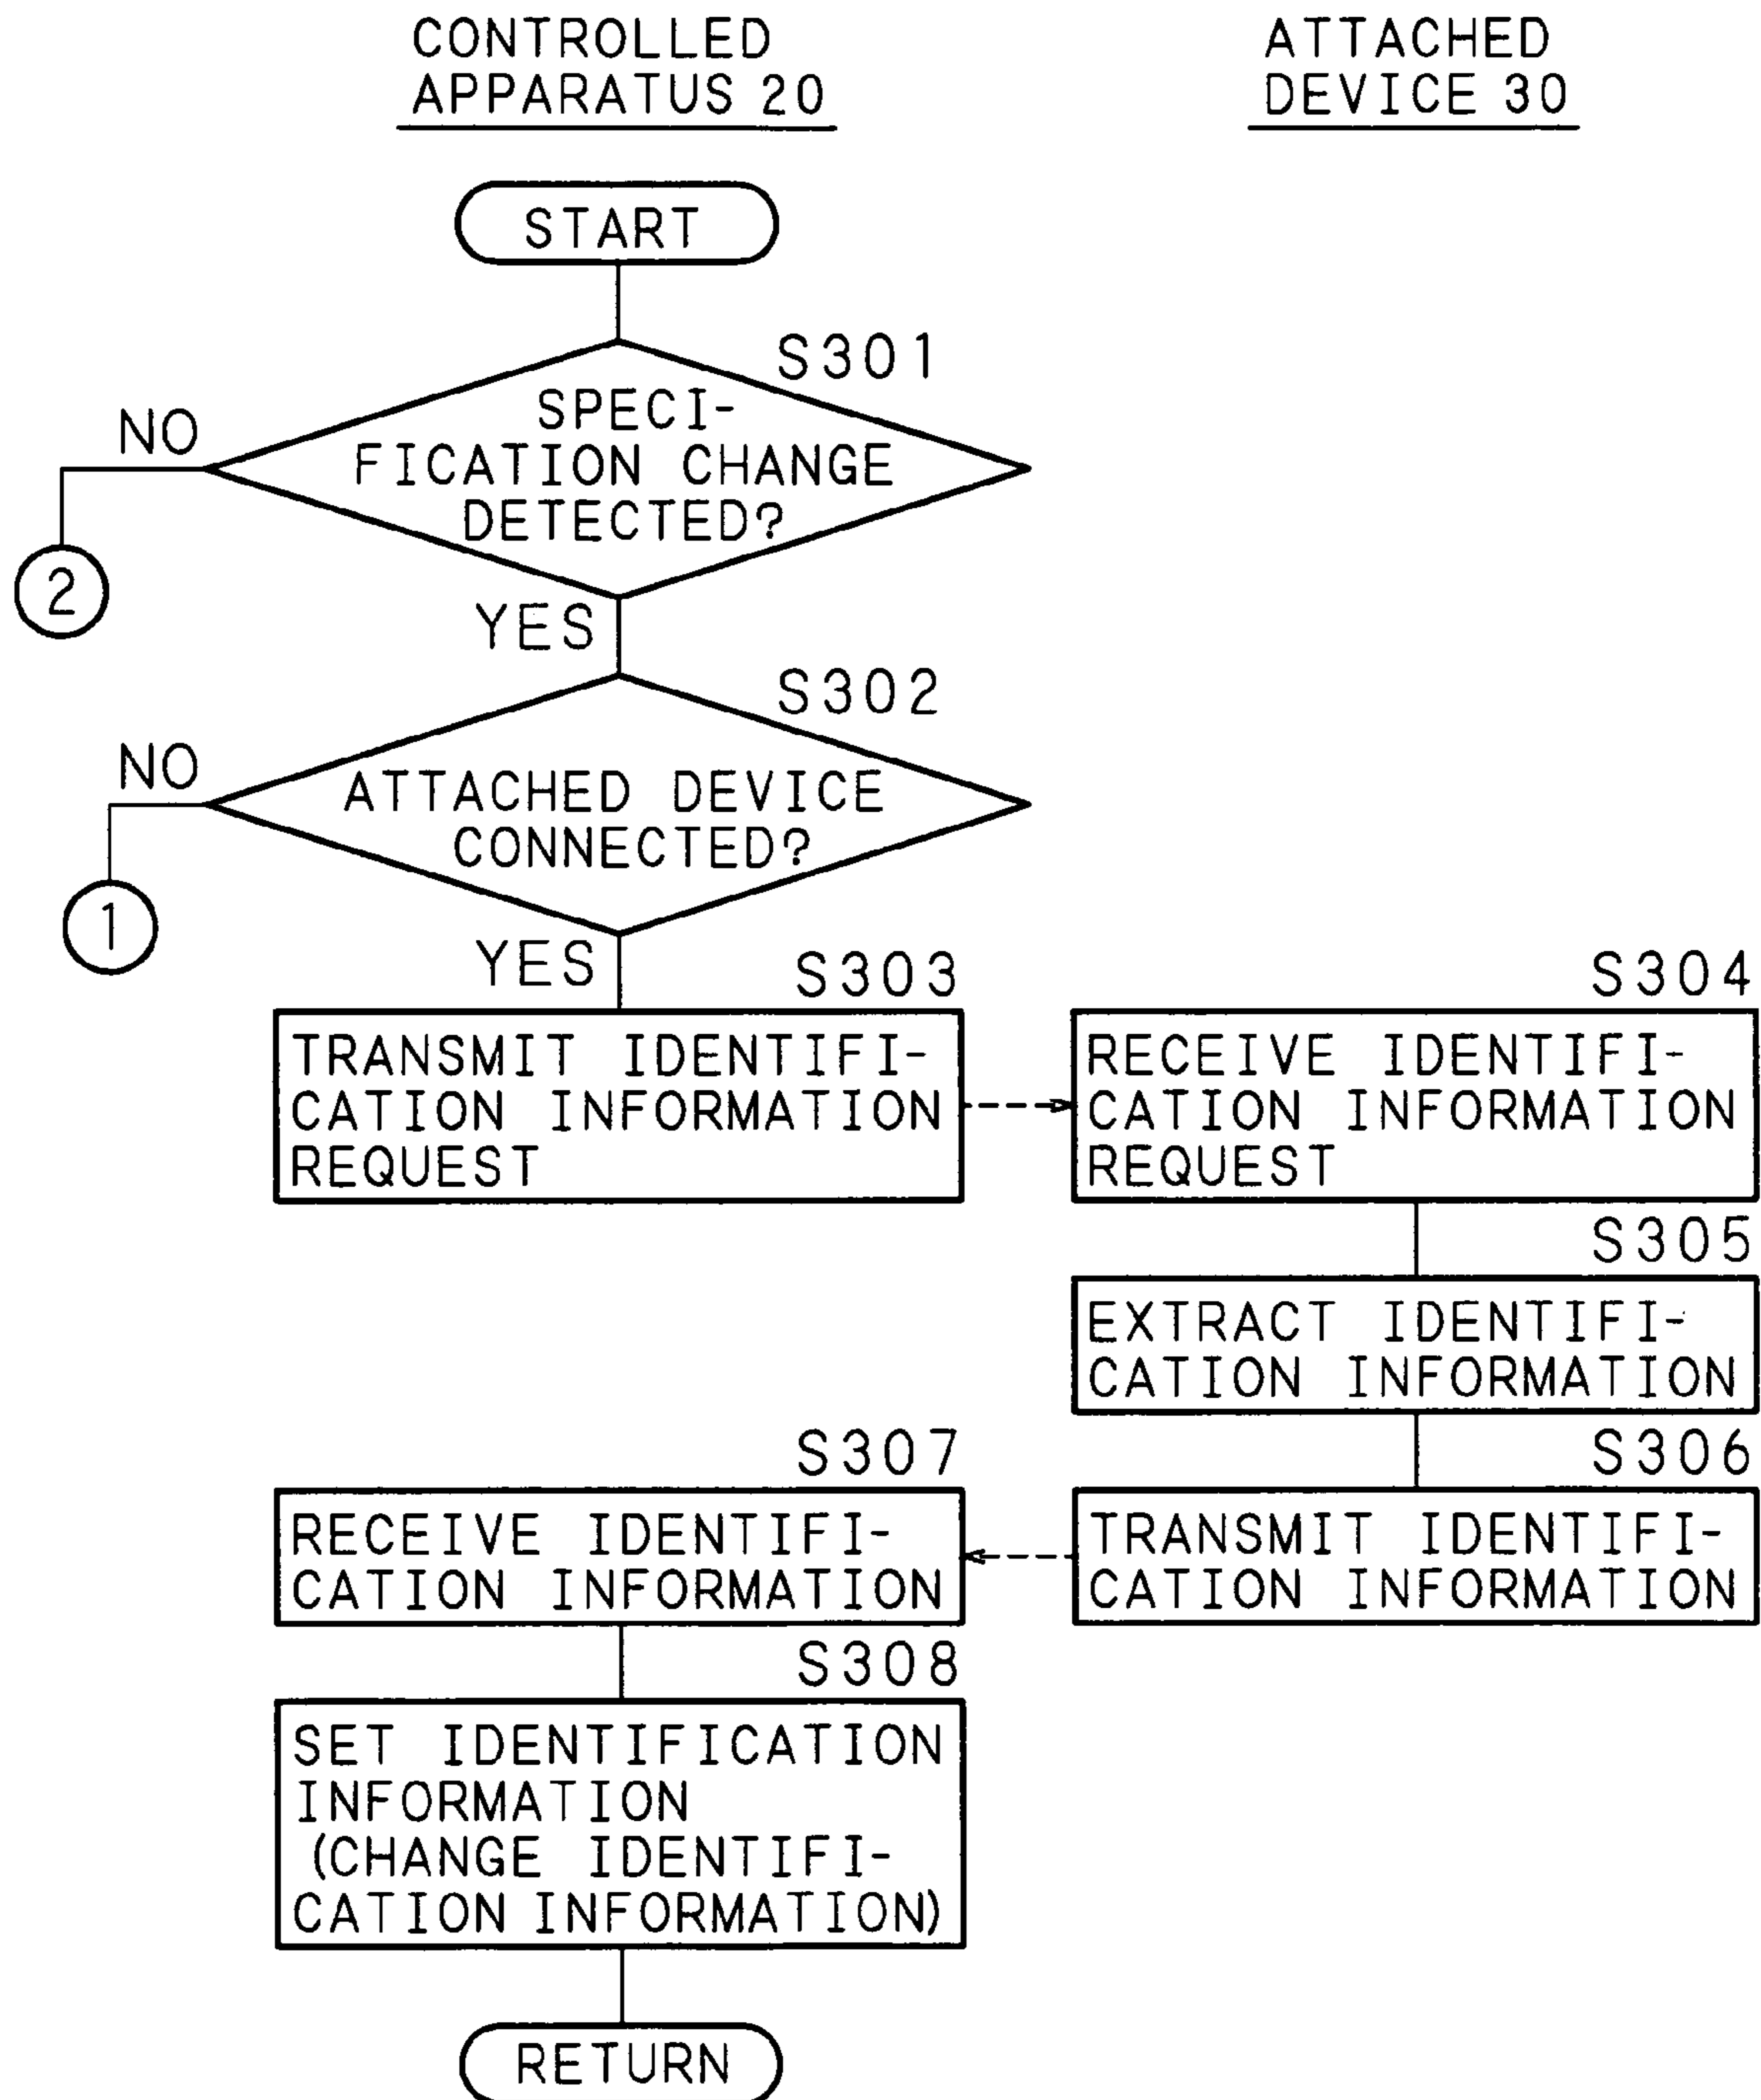 CONTROLLED
APPARATUS 20
ATTACHED
DEVICE 30
START
S301
SPECI-
FICATION CHANGE
DETECTED?
NO
2
YES
S302
ATTACHED DEVICE
CONNECTED?
NO
1
YES
S303
TRANSMIT IDENTIFI-
CATION INFORMATION
REQUEST
S304
RECEIVE IDENTIFI-
CATION INFORMATION
REQUEST
S305
EXTRACT IDENTIFI-
CATION INFORMATION
S306
TRANSMIT IDENTIFI-
CATION INFORMATION
S307
RECEIVE IDENTIFI-
CATION INFORMATION
S308
SET IDENTIFICATION
INFORMATION
(CHANGE IDENTIFI-
CATION INFORMATION)
RETURN